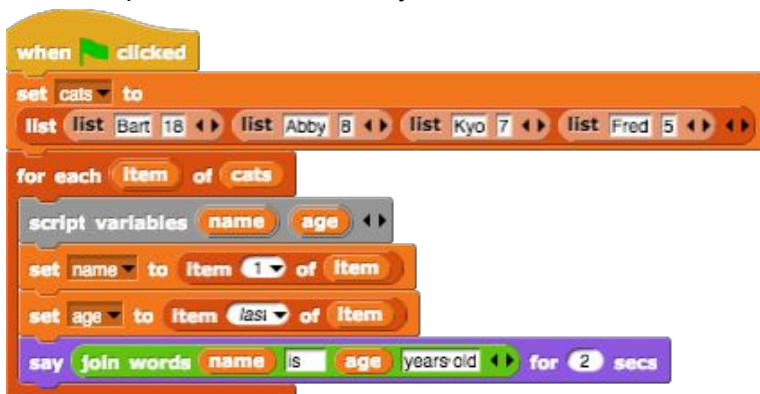 when clicked
set cats to
list list Bart 18 list Abby 8 list Kyo 7 list Fred 5
for each item of cats
script variables name age
set name to item 1 of item
set age to item last of item
say join words name is age years old for 2 secs